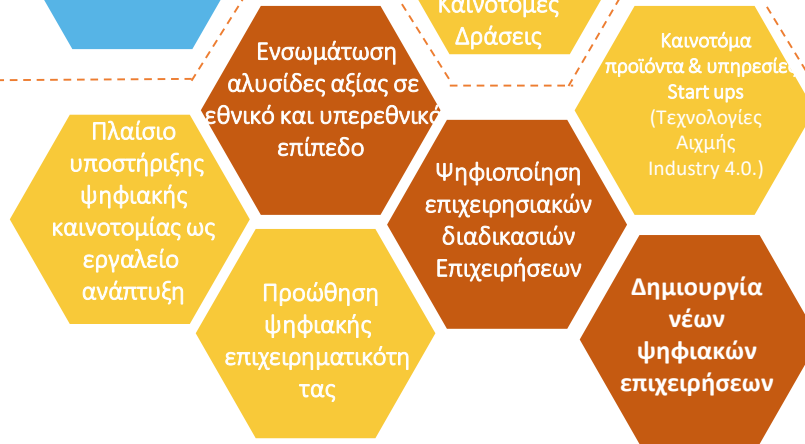 Καινοτόμες
Δράσεις
Ενσωμάτωση
αλυσίδες αξίας σε
εθνικό και υπερεθνικό
επίπεδο
Καινοτόμα
προϊόντα & υπηρεσίες
Start ups
(Τεχνολογίες
Αιχμής
Industry 4.0.)
Πλαίσιο
υποστήριξης
ψηφιακής
καινοτομίας ως
εργαλείο
ανάπτυξη
Ψηφιοποίηση
επιχειρησιακών
διαδικασιών
Επιχειρήσεων
Προώθηση
ψηφιακής
επιχειρηματικότη
τας
Δημιουργία
νέων
ψηφιακών
επιχειρήσεων